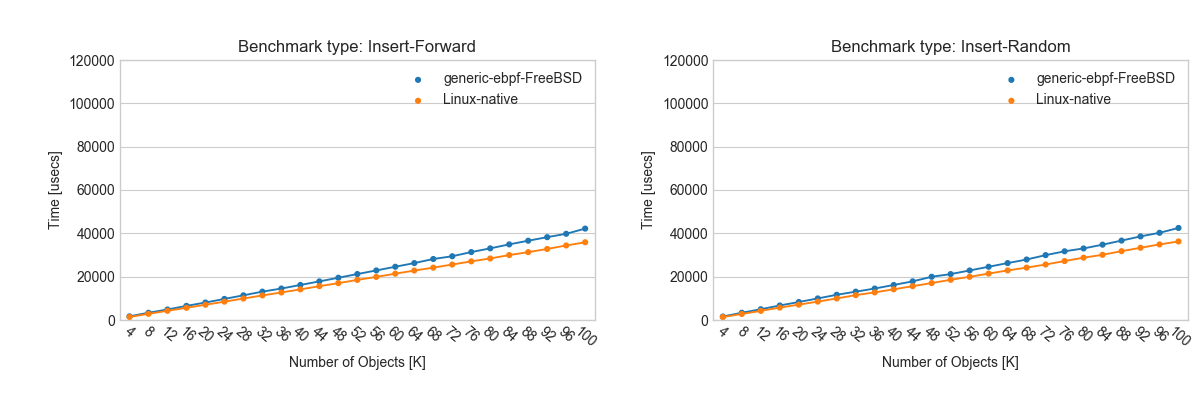 Benchmark type: Insert-Forward
120000
100000
80000
60000
40000
20000
0
Time [usecs]
generic-ebpf-FreeBSD
Linux-native
4 8 12 16 20 24 28 32 36 40 44 48 52 56 60 64 68 72 76 80 84 88 92 96 100
Number of Objects [K]
Benchmark type: Insert-Random
120000
100000
80000
60000
40000
20000
0
Time [usecs]
generic-ebpf-FreeBSD
Linux-native
4 8 12 16 20 24 28 32 36 40 44 48 52 56 60 64 68 72 76 80 84 88 92 96 100
Number of Objects [K]